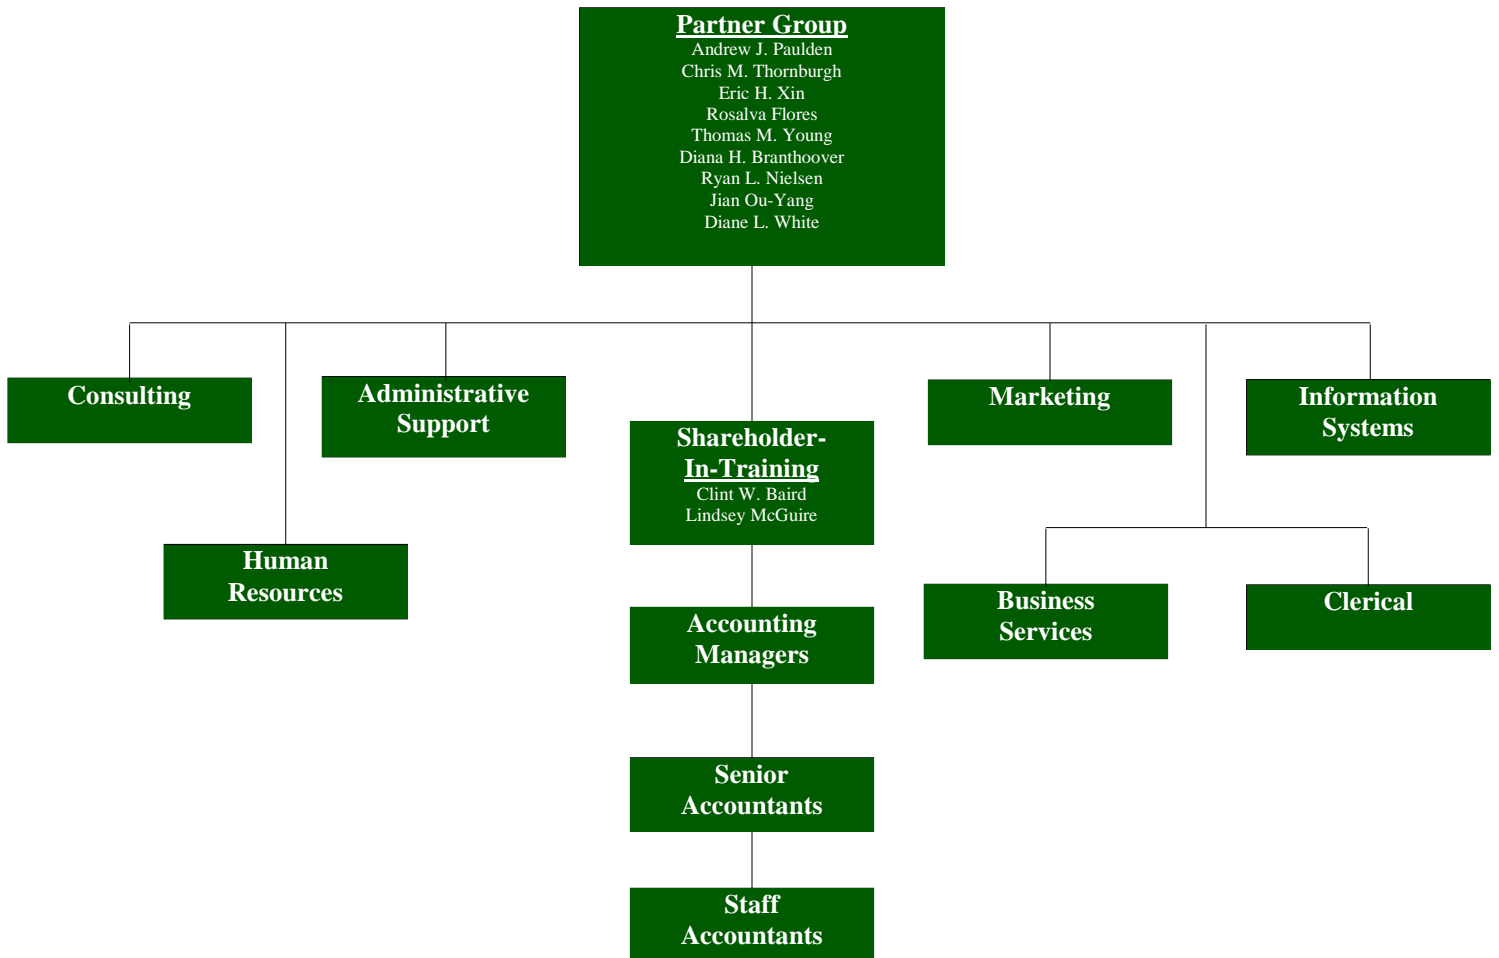 Partner Group
Andrew J. Paulden
Chris M. Thornburgh
Eric H. Xin
Rosalva Flores
Thomas M. Young
Diana H. Branthoover
Ryan L. Nielsen
Jian Ou-Yang
Diane L. White
Consulting
Administrative
Support
Marketing
Information
Systems
Shareholder-
In-Training
Clint W. Baird
Lindsey McGuire
Human
Resources
Business
Services
Clerical
Accounting
Managers
Senior
Accountants
Staff
Accountants